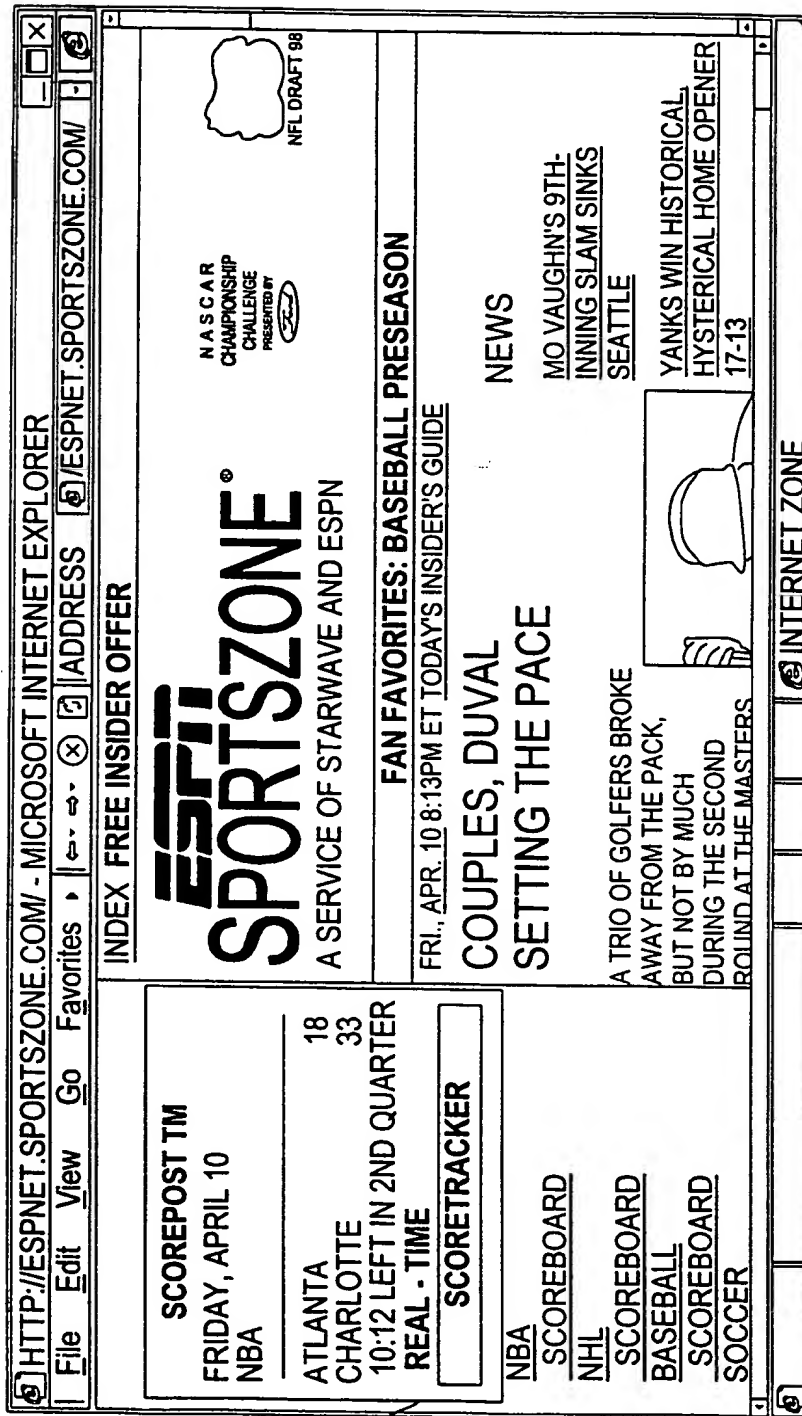 HTTP://ESPNET.SPORTSZONE.COM/ - MICROSOFT INTERNET EXPLORER
File Edit View Go Favorites ADDRESS /ESPNET.SPORTSZONE.COM/
SCOREPOST TM
FRIDAY, APRIL 10
NBA
ATLANTA 18
CHARLOTTE 33
10:12 LEFT IN 2ND QUARTER
REAL - TIME
SCORETRACKER
NBA
SCOREBOARD
NHL
SCOREBOARD
BASEBALL
SCOREBOARD
SOCCER
INDEX FREE INSIDER OFFER
ESPN
SPORTSZONE®
A SERVICE OF STARWAVE AND ESPN
NASCAR
CHAMPIONSHIP
CHALLENGE
PRESENTED BY
Ford
NFL DRAFT 98
FAN FAVORITES: BASEBALL PRESEASON
FRI., APR. 10 8:13PM ET TODAY'S INSIDER'S GUIDE
COUPLES, DUVAL
SETTING THE PACE
A TRIO OF GOLFERS BROKE
AWAY FROM THE PACK,
BUT NOT BY MUCH
DURING THE SECOND
ROUND AT THE MASTERS
NEWS
MO VAUGHN'S 9TH-
INNING SLAM SINKS
SEATTLE
YANKS WIN HISTORICAL,
HYSTERICAL HOME OPENER
17-13
INTERNET ZONE